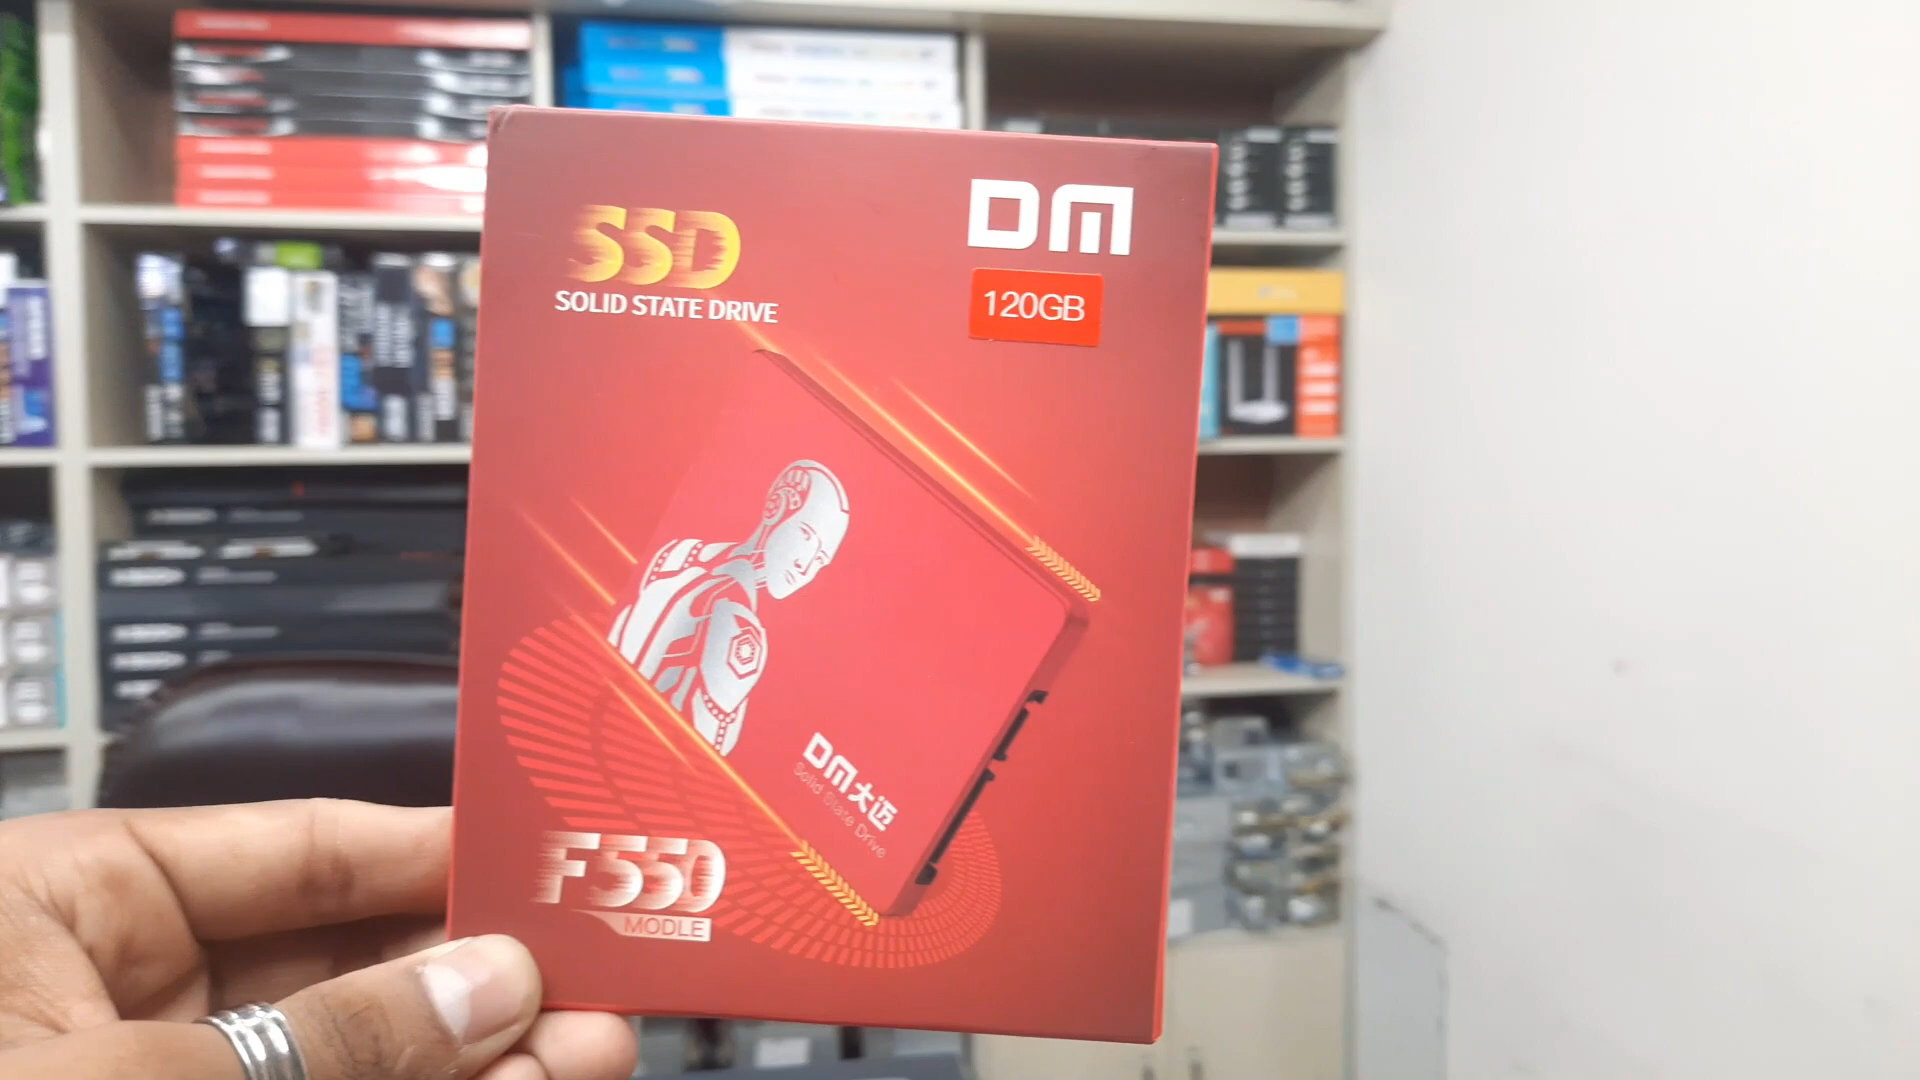 SSD
SOLID STATE DRIVE
DM
120GB
DM大迈
Solid State Drive
F550
MODLE